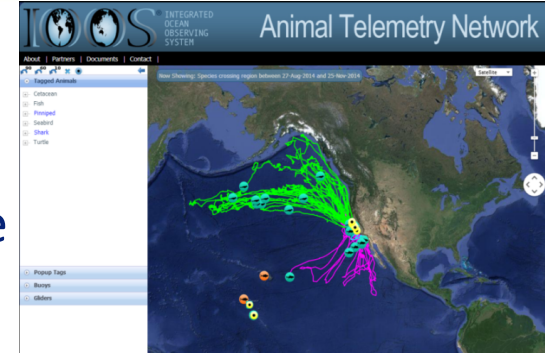 IOOS
INTEGRATED
OCEAN
OBSERVING
SYSTEM
Animal Telemetry Network
About | Partners | Documents | Contact |
Tagged Animals
Cetacean
Fish
Pinniped
Seabird
Shark
Turtle
Popup Tags
Buoys
Gliders
Now Showing: Species crossing region between 27-Aug 2014 and 25-Nov 2014
Satellite
e